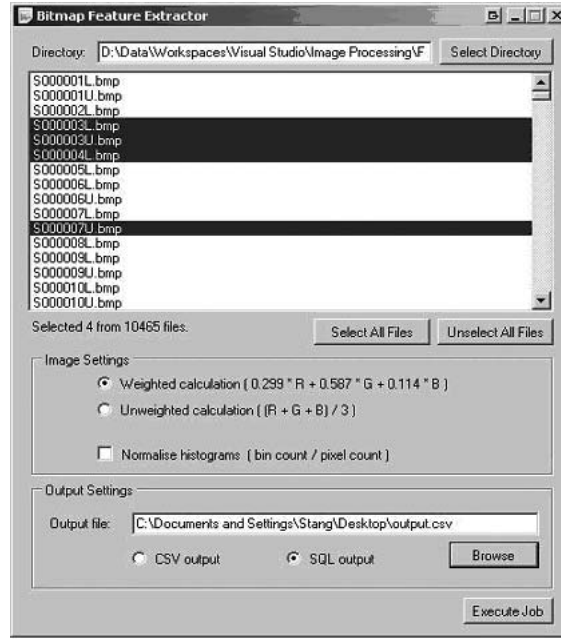 Bitmap Feature Extractor
Directory: D:\Data\Workspaces\Visual Studio\Image Processing\F Select Directory
S000001L.bmp
S000001U.bmp
S000002L.bmp
S000003L.bmp
S000003U.bmp
S000004L.bmp
S000005L.bmp
S000006L.bmp
S000006U.bmp
S000007L.bmp
S000007U.bmp
S000008L.bmp
S000009L.bmp
S000009U.bmp
S000010L.bmp
S000010U.bmp
Selected 4 from 10465 files. Select All Files Unselect All Files
Image Settings
Weighted calculation ( 0.299 * R + 0.587 * G + 0.114 * B )
Unweighted calculation ( (R + G + B) / 3 )
Normalise histograms ( bin count / pixel count )
Output Settings
Output file: C:\Documents and Settings\Stang\Desktop\output.csv
CSV output SQL output Browse
Execute Job